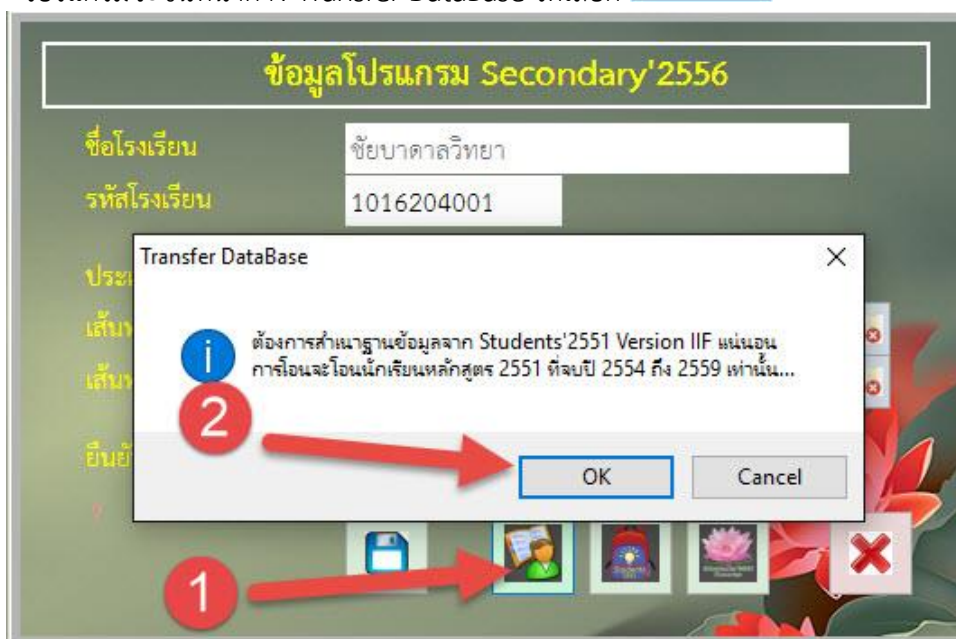 Transfer DataBase
ข้อมูลโปรแกรม Secondary'2556
ชื่อโรงเรียน ชัยบาดาลวิทยา
รหัสโรงเรียน 1016204001
Transfer DataBase
ต้องการสำเนาฐานข้อมูลจาก Students'2551 Version IIF แน่นอน
การโอนจะโอนนักเรียนหลักสูตร 2551 ที่จบปี 2554 ถึง 2559 เท่านั้น...
2
OK Cancel
1